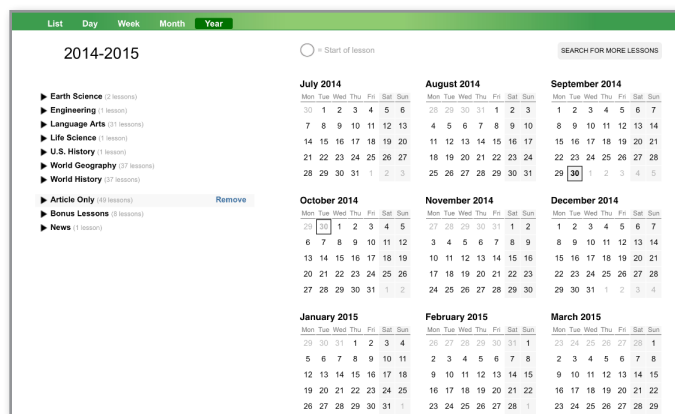 List Day Week Month Year
2014-2015
= Start of lesson
SEARCH FOR MORE LESSONS
Earth Science (2 lessons)
Engineering (1 lesson)
Language Arts (31 lessons)
Life Science (1 lesson)
U.S. History (1 lesson)
World Geography (37 lessons)
World History (37 lessons)
Article Only (49 lessons) Remove
Bonus Lessons (8 lessons)
News (1 lesson)
July 2014
Mon Tue Wed Thu Fri Sat Sun
30 1 2 3 4 5 6
7 8 9 10 11 12 13
14 15 16 17 18 19 20
21 22 23 24 25 26 27
28 29 30 31 1 2 3
August 2014
Mon Tue Wed Thu Fri Sat Sun
28 29 30 31 1 2 3
4 5 6 7 8 9 10
11 12 13 14 15 16 17
18 19 20 21 22 23 24
25 26 27 28 29 30 31
September 2014
Mon Tue Wed Thu Fri Sat Sun
1 2 3 4 5 6 7
8 9 10 11 12 13 14
15 16 17 18 19 20 21
22 23 24 25 26 27 28
29 30 1 2 3 4 5
October 2014
Mon Tue Wed Thu Fri Sat Sun
29 30 1 2 3 4 5
6 7 8 9 10 11 12
13 14 15 16 17 18 19
20 21 22 23 24 25 26
27 28 29 30 31 1 2
November 2014
Mon Tue Wed Thu Fri Sat Sun
27 28 29 30 31 1 2
3 4 5 6 7 8 9
10 11 12 13 14 15 16
17 18 19 20 21 22 23
24 25 26 27 28 29 30
December 2014
Mon Tue Wed Thu Fri Sat Sun
1 2 3 4 5 6 7
8 9 10 11 12 13 14
15 16 17 18 19 20 21
22 23 24 25 26 27 28
29 30 31 1 2 3 4
January 2015
Mon Tue Wed Thu Fri Sat Sun
29 30 31 1 2 3 4
5 6 7 8 9 10 11
12 13 14 15 16 17 18
19 20 21 22 23 24 25
26 27 28 29 30 31 1
February 2015
Mon Tue Wed Thu Fri Sat Sun
26 27 28 29 30 31 1
2 3 4 5 6 7 8
9 10 11 12 13 14 15
16 17 18 19 20 21 22
23 24 25 26 27 28 1
March 2015
Mon Tue Wed Thu Fri Sat Sun
23 24 25 26 27 28 1
2 3 4 5 6 7 8
9 10 11 12 13 14 15
16 17 18 19 20 21 22
23 24 25 26 27 28 29